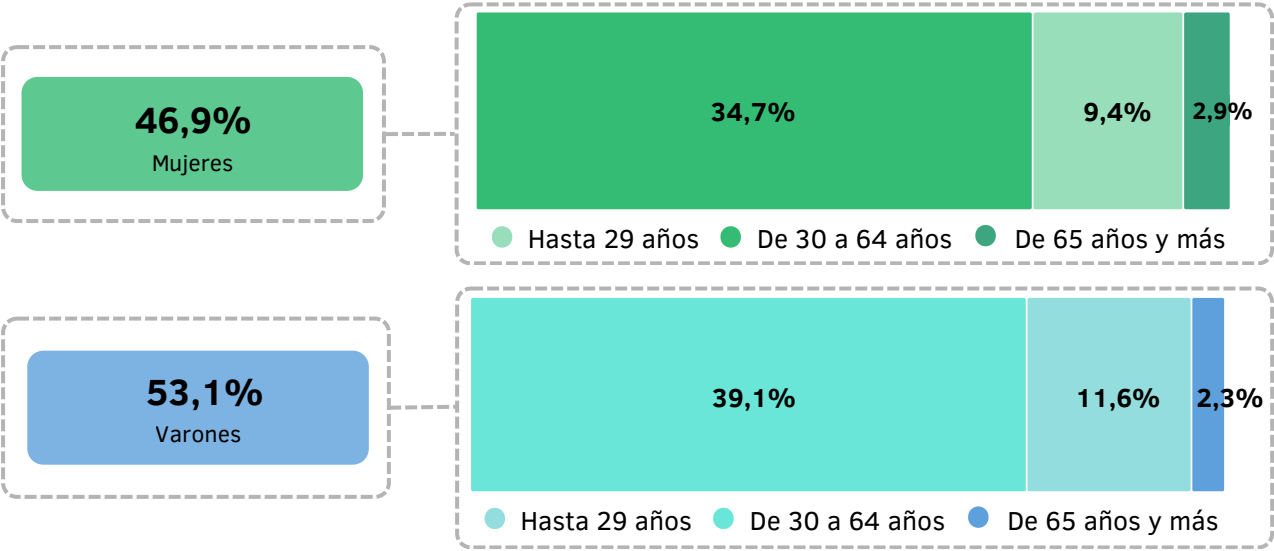 46,9%
Mujeres
34,7%
9,4%
2,9%
Hasta 29 años
De 30 a 64 años
De 65 años y más
53,1%
Varones
39,1%
11,6%
2,3%
Hasta 29 años
De 30 a 64 años
De 65 años y más